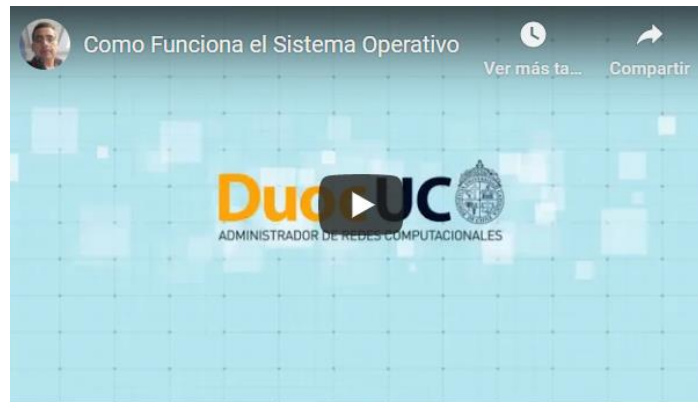 Como Funciona el Sistema Operativo
Ver más ta...
Compartir
DuocUC
ADMINISTRADOR DE REDES COMPUTACIONALES